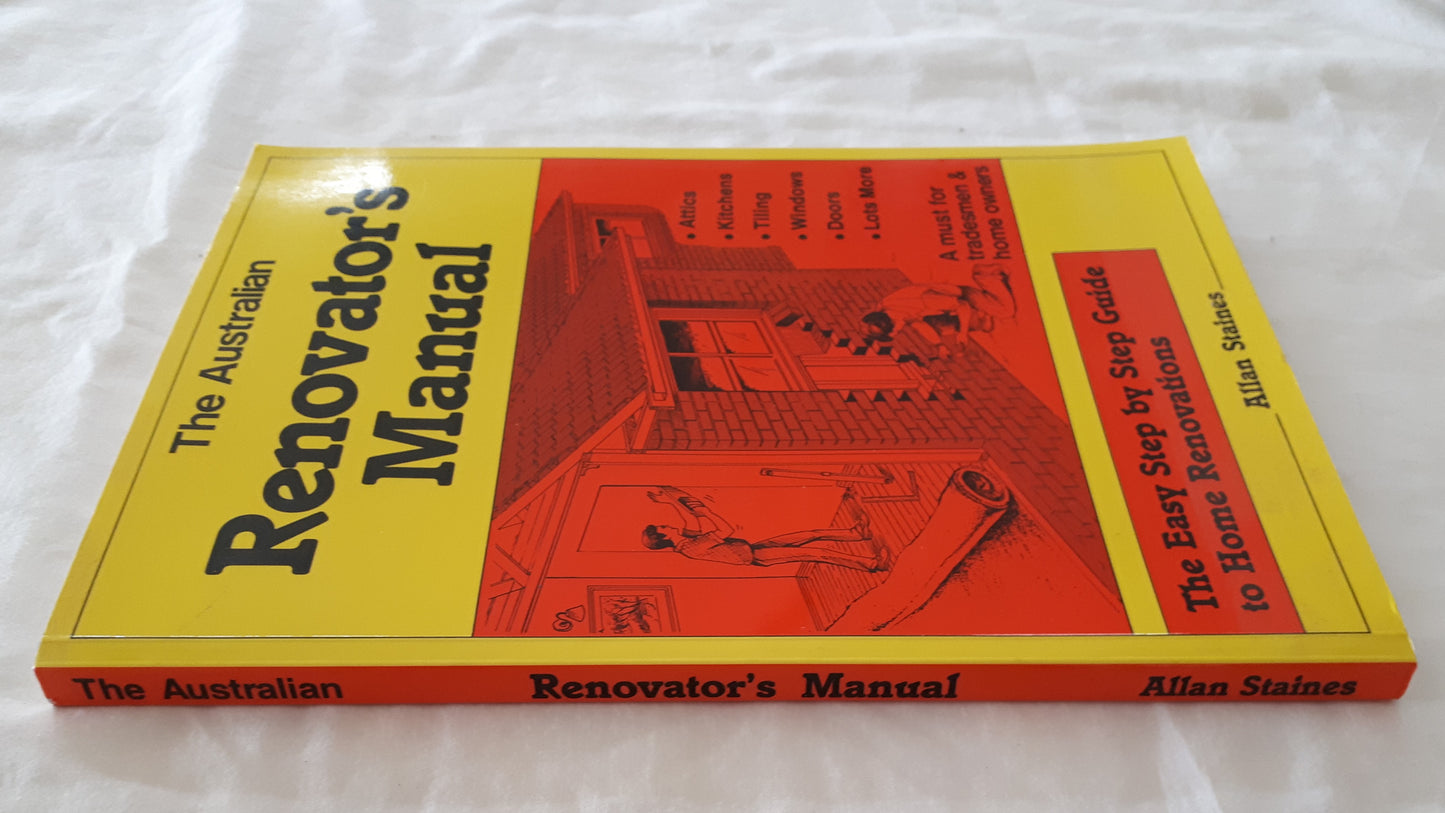 The Australian
Renovator's
Manual
• Attics
• Kitchens
• Tiling
• Windows
• Doors
• Lots More
A must for
tradesmen &
home owners
The Easy Step by Step Guide
to Home Renovations
Allan Staines
The Australian Renovator's Manual Allan Staines